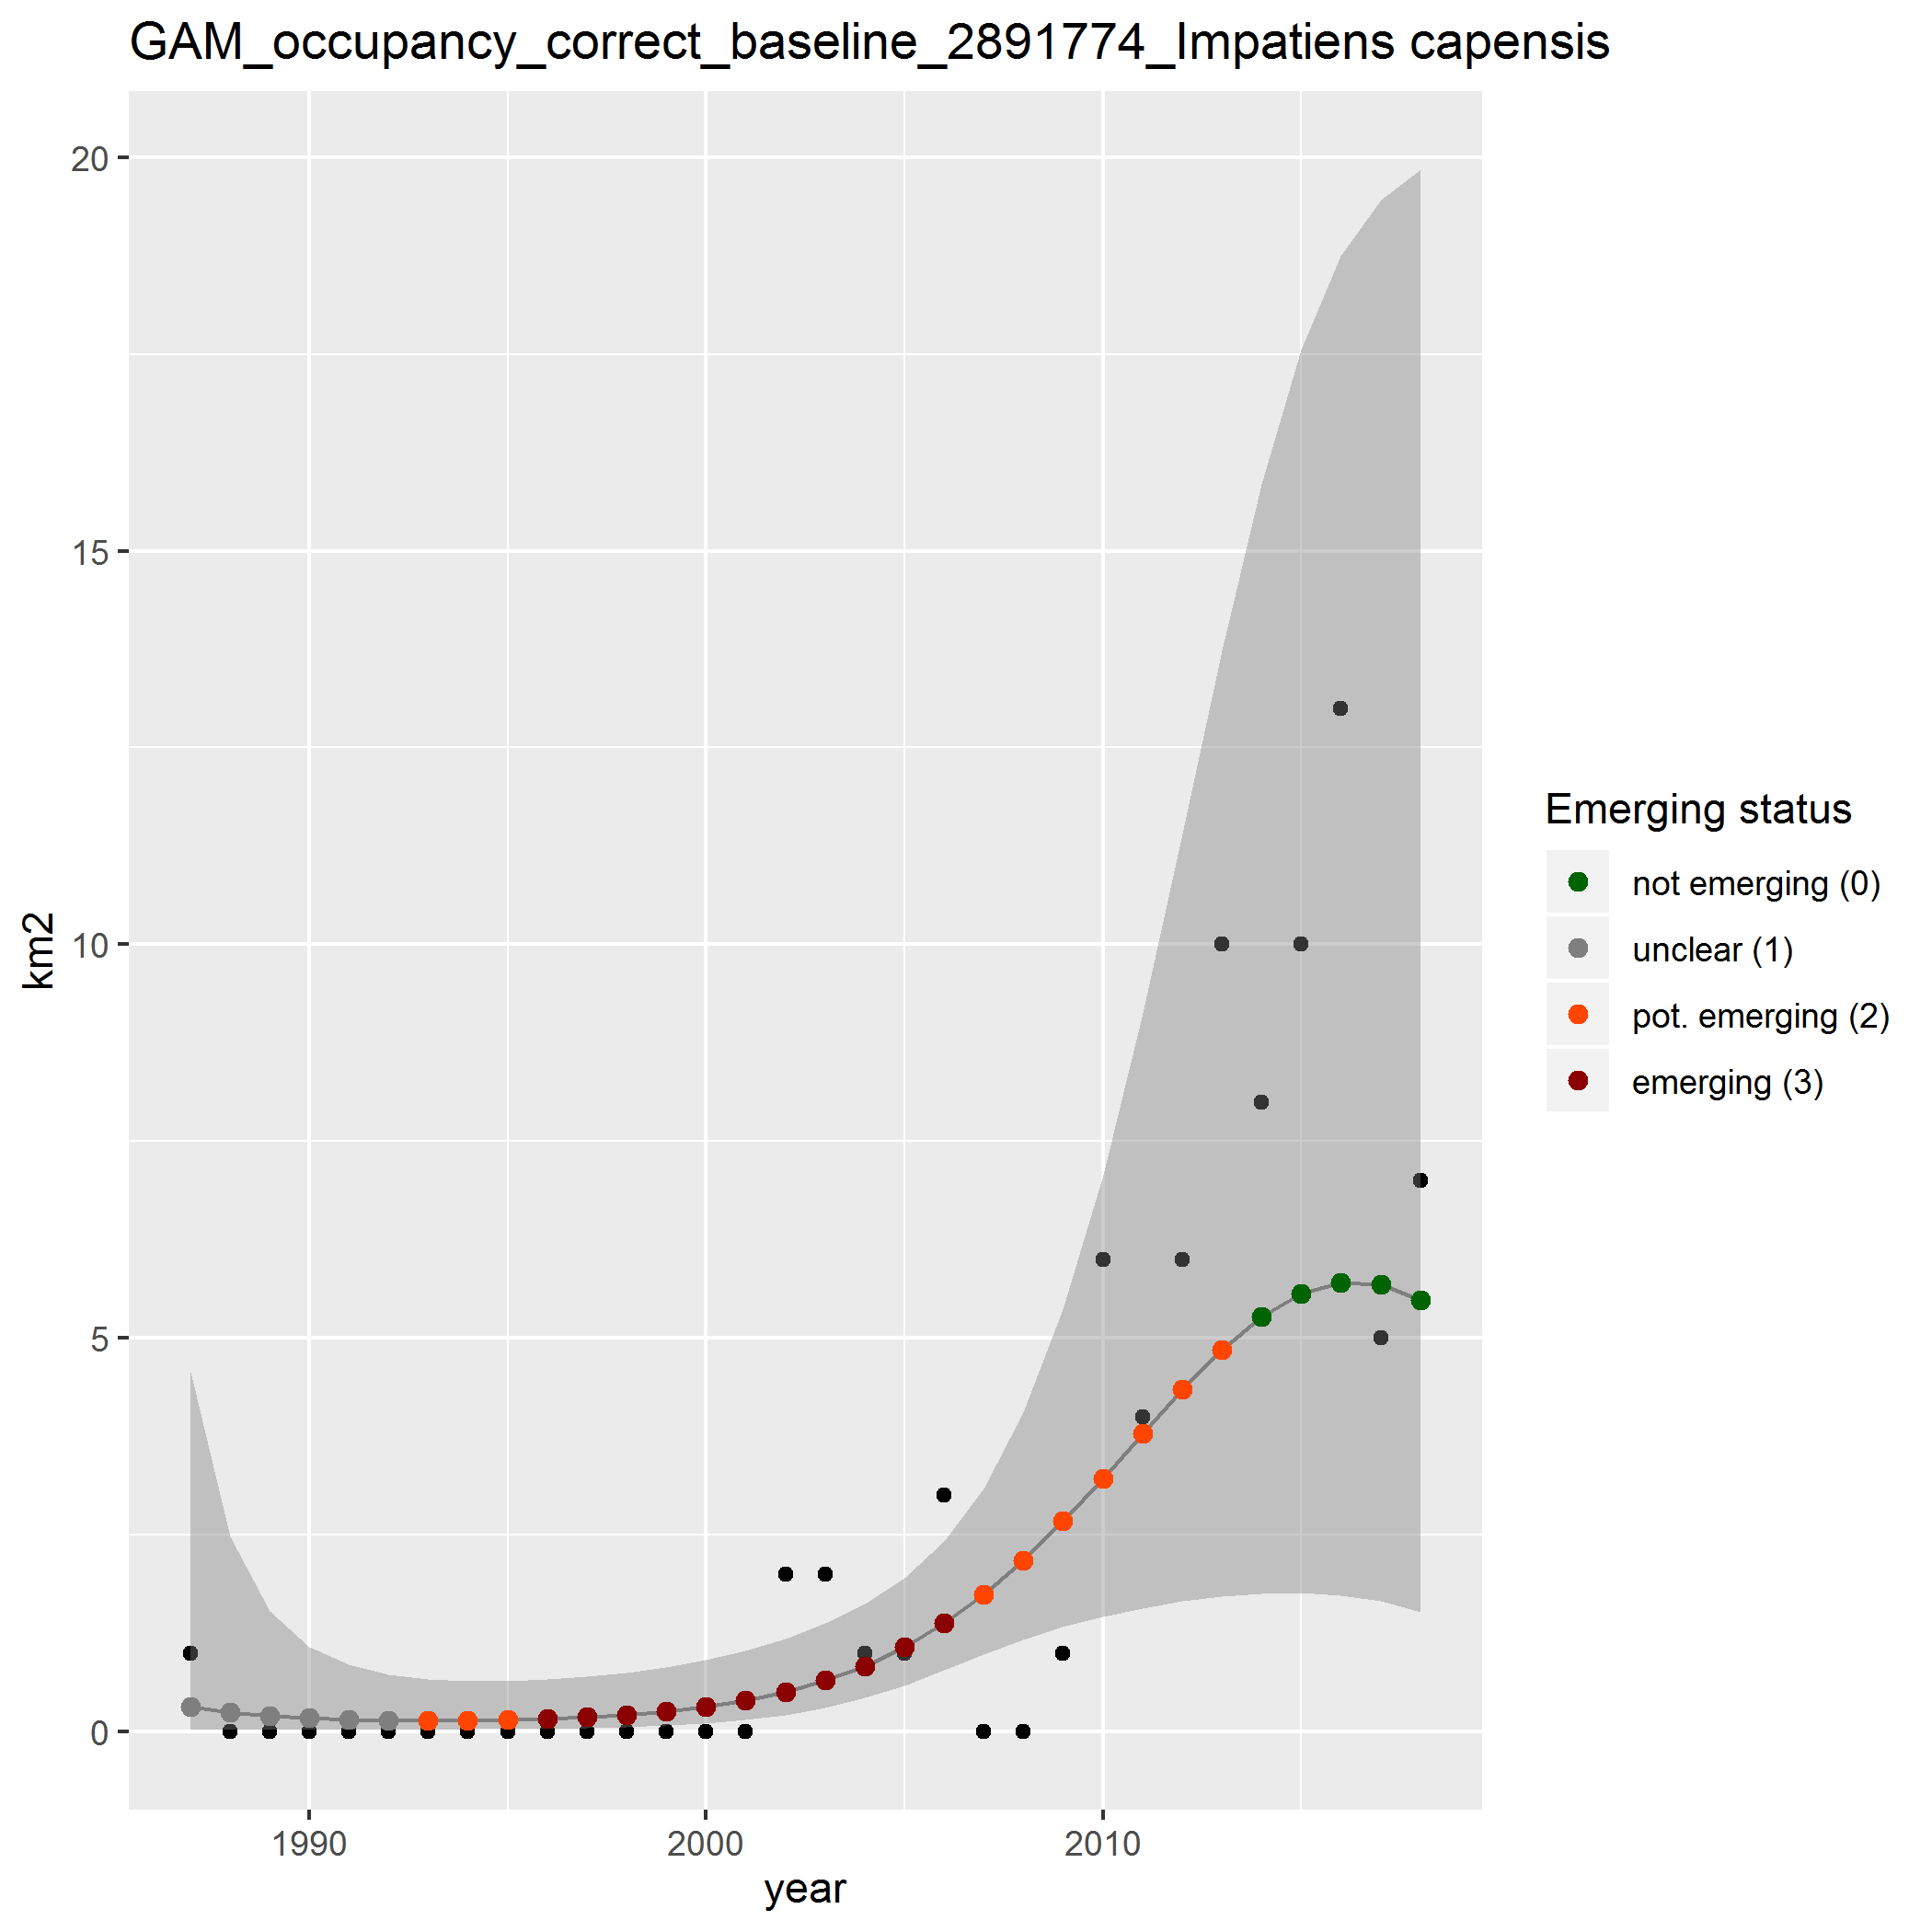 GAM_occupancy_correct_baseline_2891774_Impatiens capensis
20
15
10
5
0
km2
1990 2000 2010
year
Emerging status
not emerging (0)
unclear (1)
pot. emerging (2)
emerging (3)